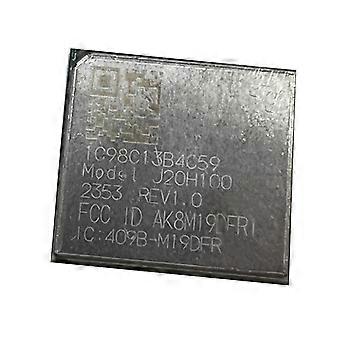 1C98C13B4C59
Model J20H100
2353 REV1.0
FCC ID AK8M19DFR1
IC:409B-M19DFR